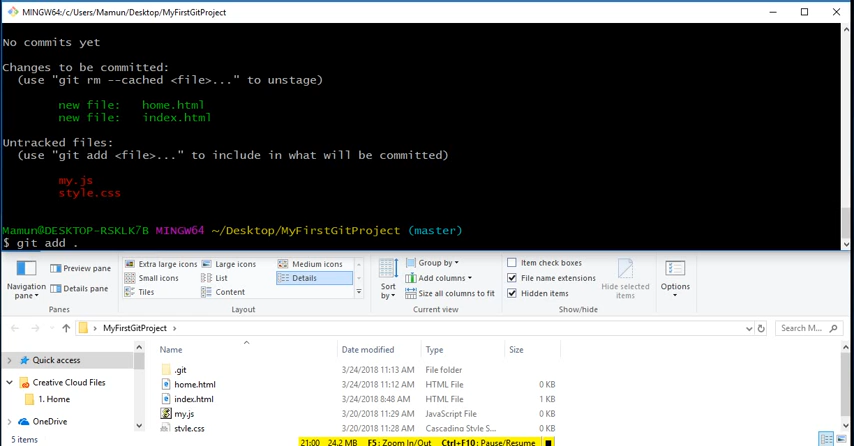 MINGW64:/c/Users/Mamun/Desktop/MyFirstGitProject
No commits yet
Changes to be committed:
(use "git rm --cached <file>..." to unstage)
new file: home.html
new file: index.html
Untracked files:
(use "git add <file>..." to include in what will be committed)
my.js
style.css
Mamun@DESKTOP-RSKLK7B MINGW64 ~/Desktop/MyFirstGitProject (master)
$ git add .
Navigation pane
Preview pane
Details pane
Panes
Extra large icons Large icons Medium icons
Small icons List Details
Tiles Content
Layout
Sort by
Group by
Add columns
Size all columns to fit
Current view
Item check boxes
File name extensions
Hidden items
Hide selected items
Show/hide
Options
MyFirstGitProject
Search M...
Quick access
Creative Cloud Files
1. Home
OneDrive
Name Date modified Type Size
.git 3/24/2018 11:13 AM File folder
home.html 3/24/2018 11:12 AM HTML File 0 KB
index.html 3/24/2018 8:48 AM HTML File 1 KB
my.js 3/20/2018 11:29 AM JavaScript File 0 KB
style.css 3/20/2018 11:28 AM Cascading Style S... 0 KB
5 items
21:00 24.2 MB F5: Zoom In/Out Ctrl+F10: Pause/Resume